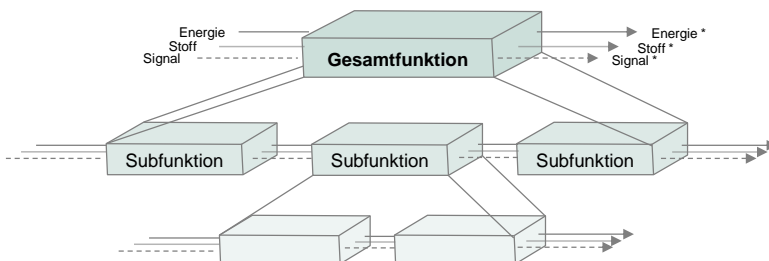 Energie
Stoff
Signal
Gesamtfunktion
Energie *
Stoff *
Signal *
Subfunktion
Subfunktion
Subfunktion